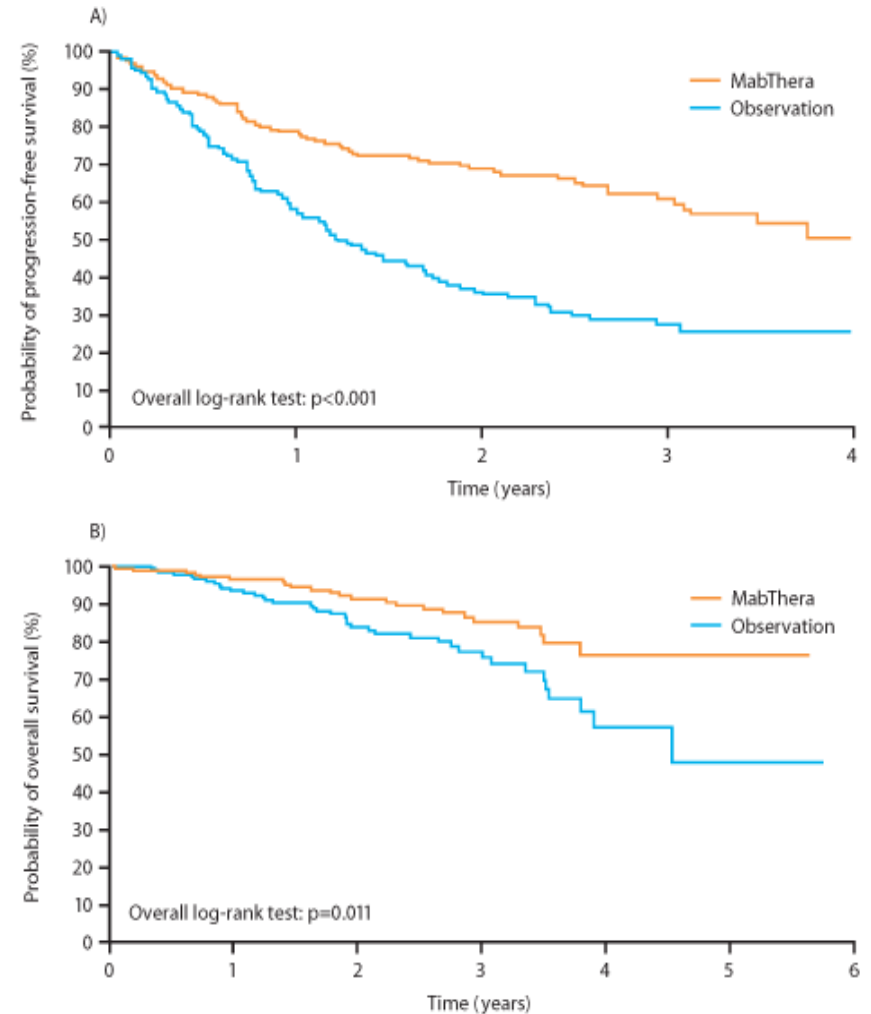 A)
Probability of progression-free survival (%)
100
90
80
70
60
50
40
30
20
10
0
MabThera
Observation
Overall log-rank test: p<0.001
0 1 2 3 4
Time (years)
B)
Probability of overall survival (%)
100
90
80
70
60
50
40
30
20
10
0
MabThera
Observation
Overall log-rank test: p=0.011
0 1 2 3 4 5 6
Time (years)